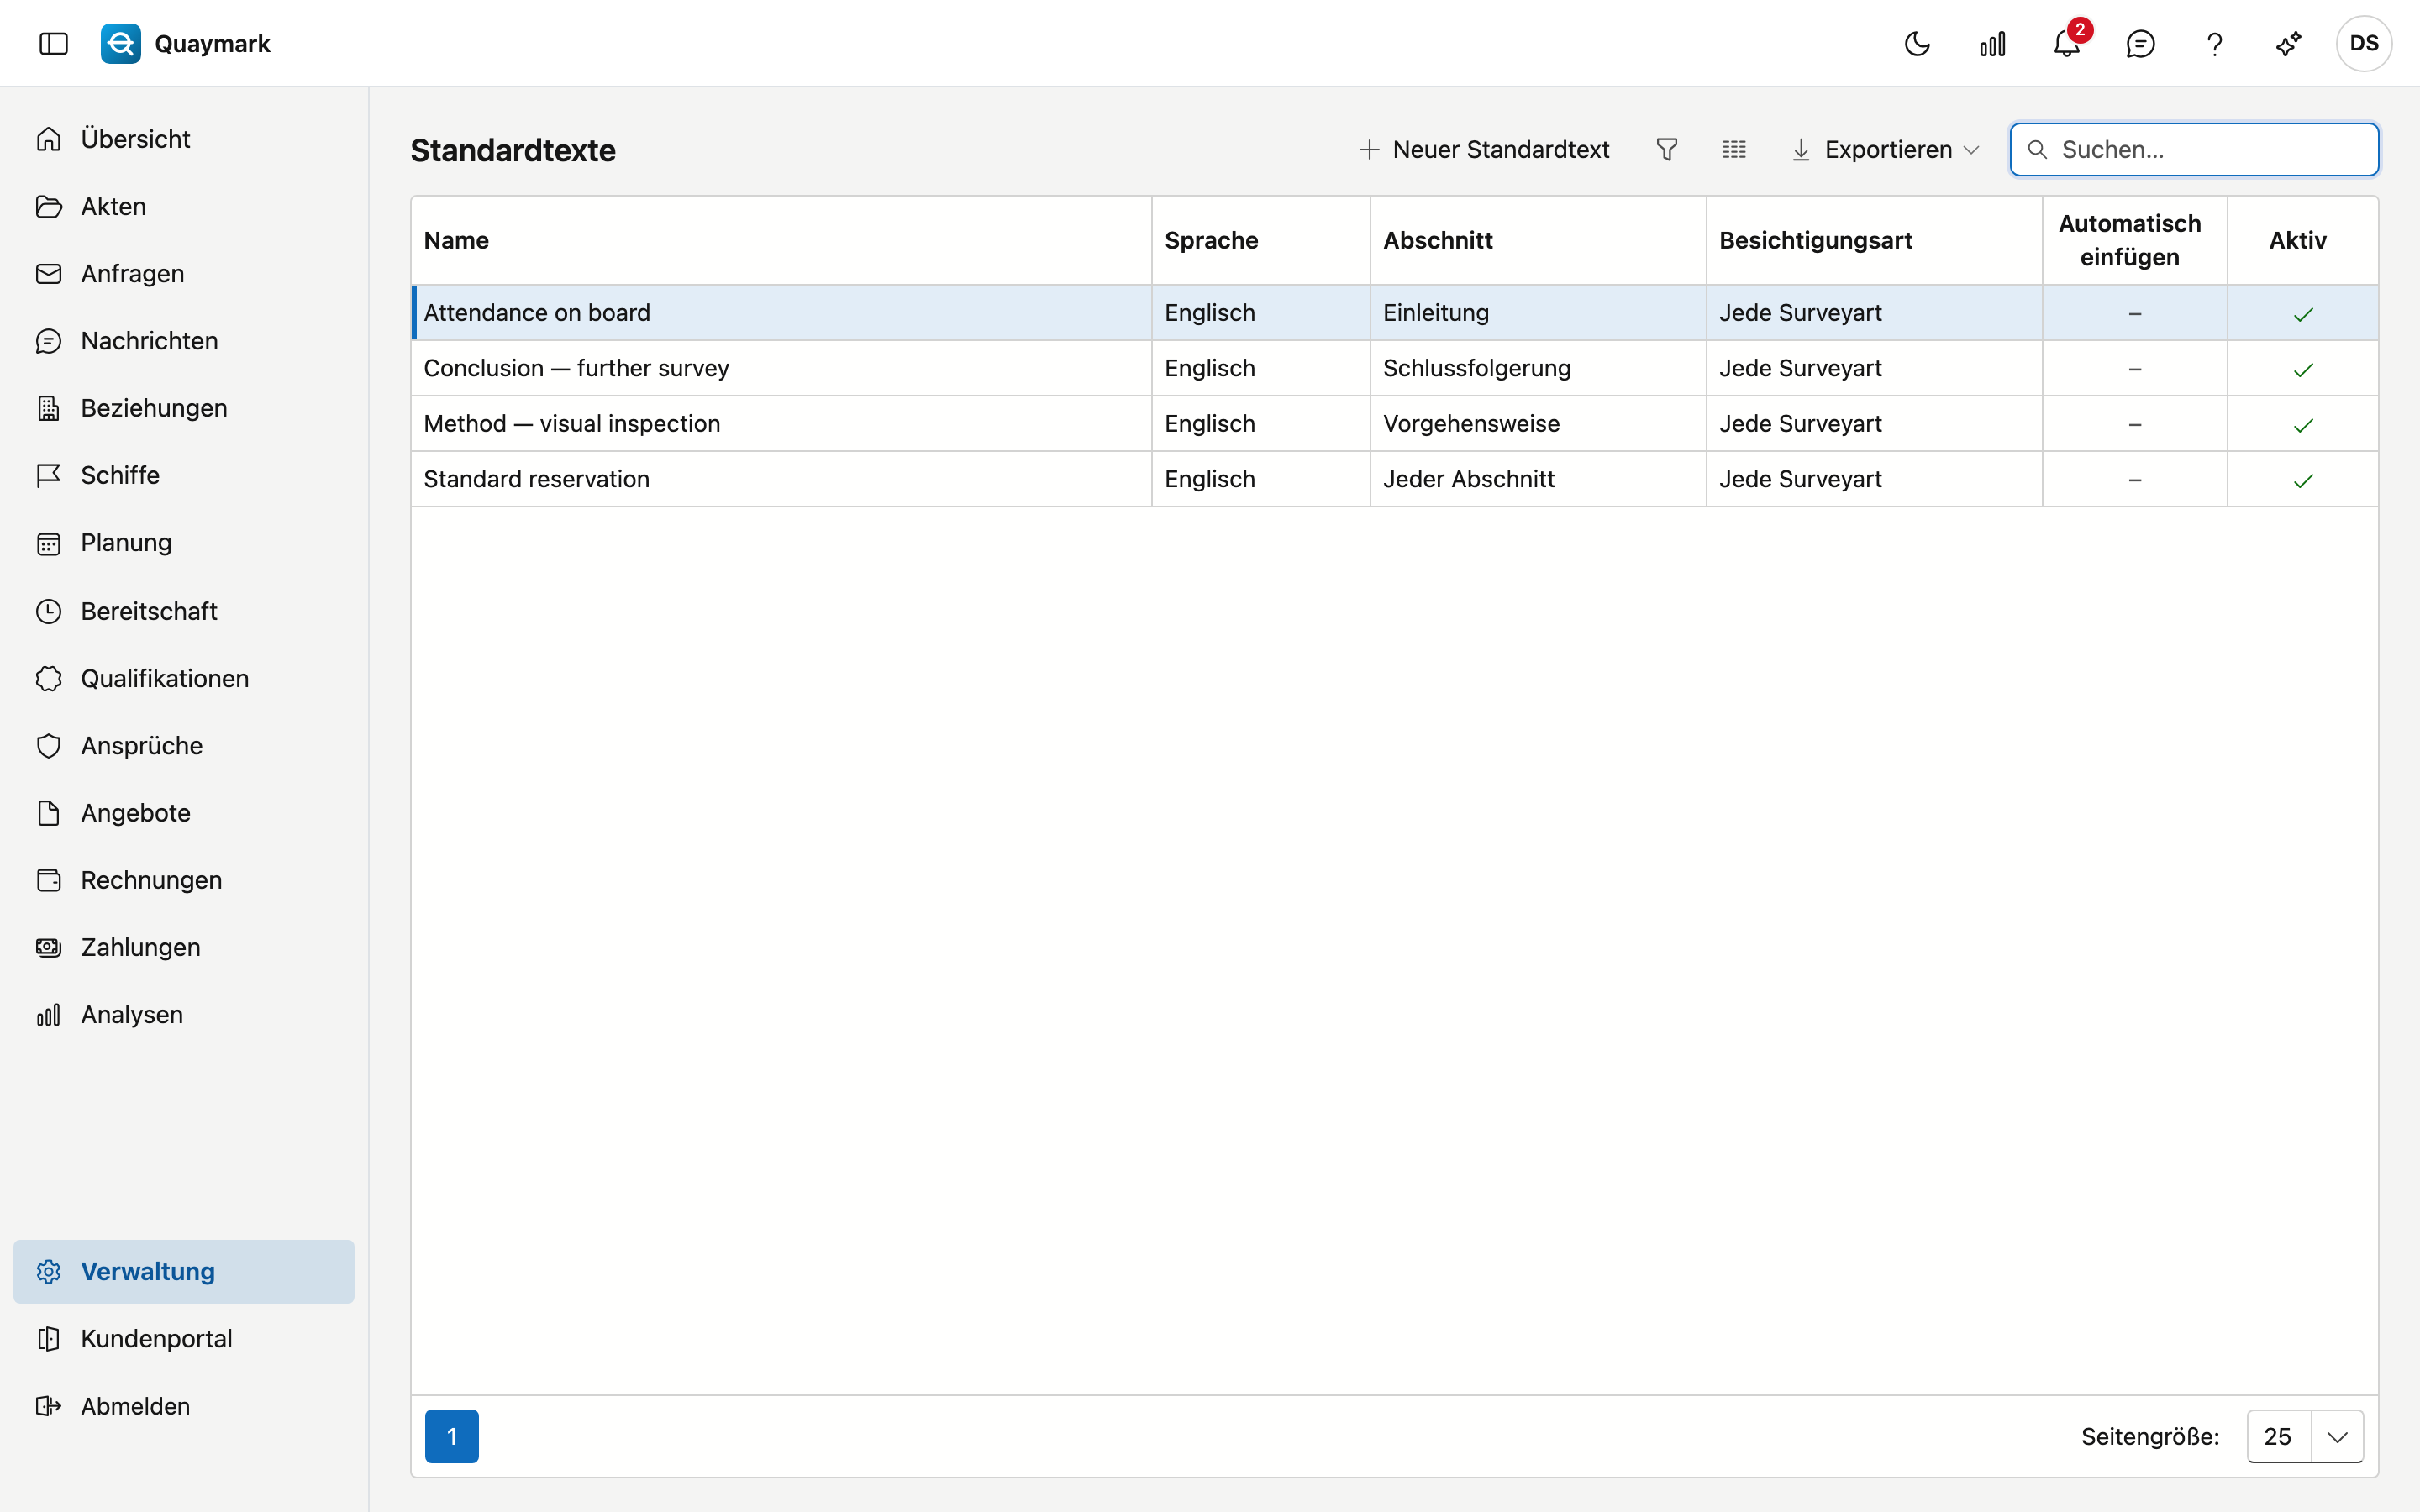 Quaymark
2
DS
Übersicht
Akten
Anfragen
Nachrichten
Beziehungen
Schiffe
Planung
Bereitschaft
Qualifikationen
Ansprüche
Angebote
Rechnungen
Zahlungen
Analysen
Verwaltung
Kundenportal
Abmelden
Standardtexte
Neuer Standardtext
Exportieren
Suchen...
Name Sprache Abschnitt Besichtigungsart Automatisch einfügen Aktiv
Attendance on board Englisch Einleitung Jede Surveyart –
Conclusion — further survey Englisch Schlussfolgerung Jede Surveyart –
Method — visual inspection Englisch Vorgehensweise Jede Surveyart –
Standard reservation Englisch Jeder Abschnitt Jede Surveyart –
1
Seitengröße: 25